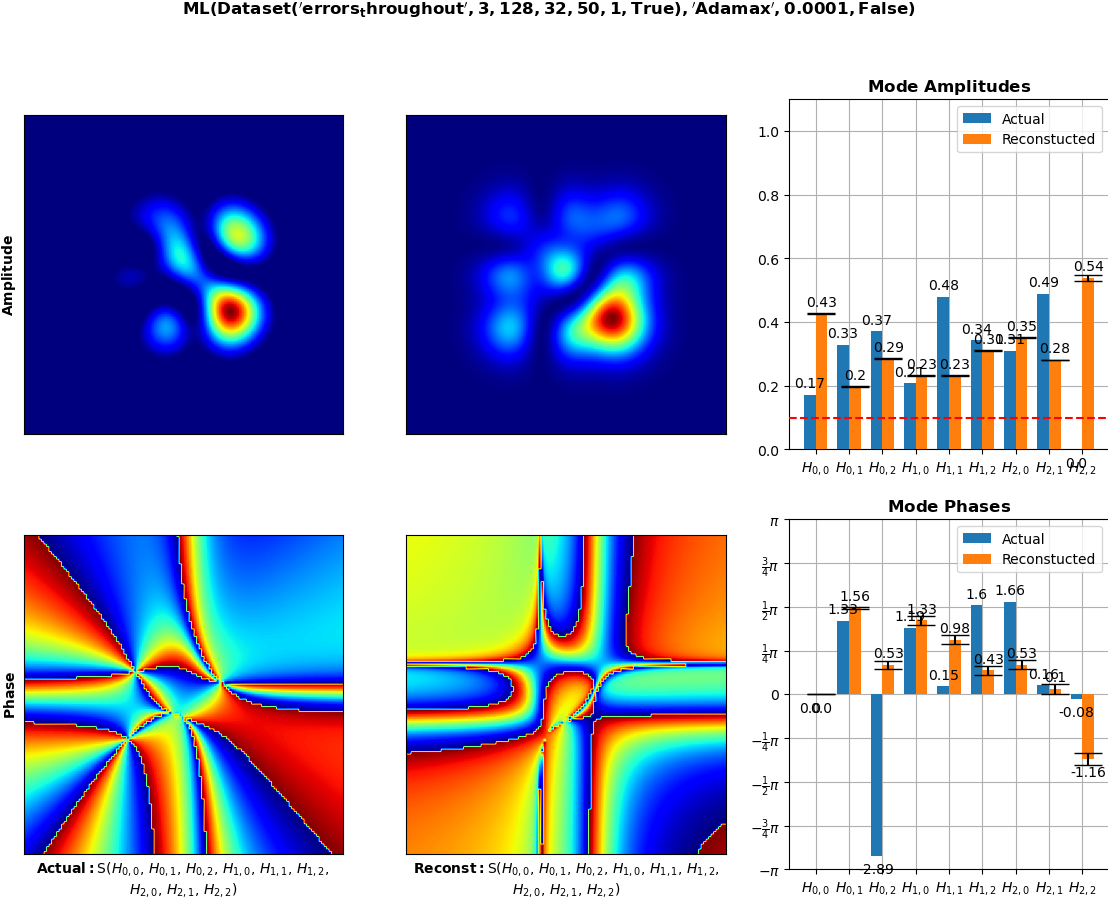 ML(Dataset('errors_throughout', 3, 128, 32, 50, 1, True), 'Adamax', 0.0001, False)
Amplitude
Mode Amplitudes
Actual
Reconstucted
1.0
0.8
0.6
0.4
0.2
0.0
0.17
0.43
0.33
0.2
0.37
0.29
0.21
0.23
0.48
0.23
0.34
0.31
0.31
0.35
0.49
0.28
0.0
0.54
H0,0 H0,1 H0,2 H1,0 H1,1 H1,2 H2,0 H2,1 H2,2
Phase
Mode Phases
Actual
Reconstucted
π
3/4π
1/2π
1/4π
0
−1/4π
−1/2π
−3/4π
−π
0.0
0.0
1.33
1.56
-2.89
0.53
1.19
1.33
0.15
0.98
1.6
0.43
1.66
0.53
0.16
0.1
-0.08
-1.16
H0,0 H0,1 H0,2 H1,0 H1,1 H1,2 H2,0 H2,1 H2,2
Actual: S(H0,0, H0,1, H0,2, H1,0, H1,1, H1,2,
H2,0, H2,1, H2,2)
Reconst: S(H0,0, H0,1, H0,2, H1,0, H1,1, H1,2,
H2,0, H2,1, H2,2)